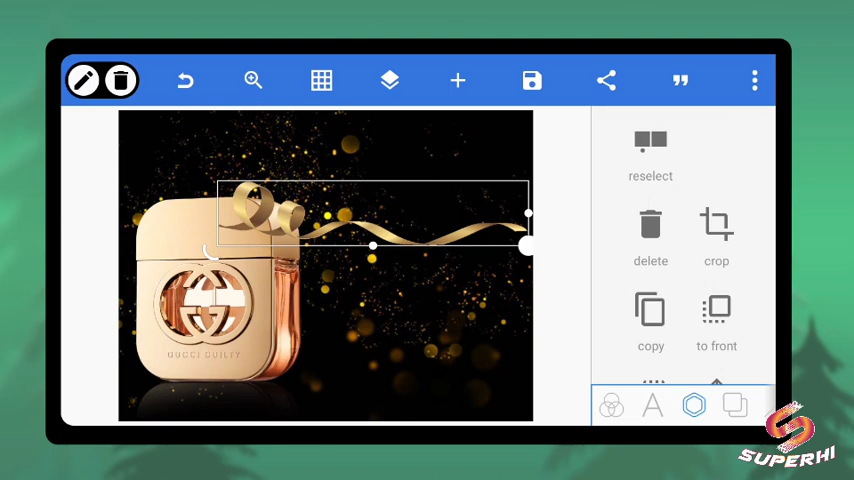 reselect
delete
crop
copy
to front
GUCCI GUILTY
SUPERHI